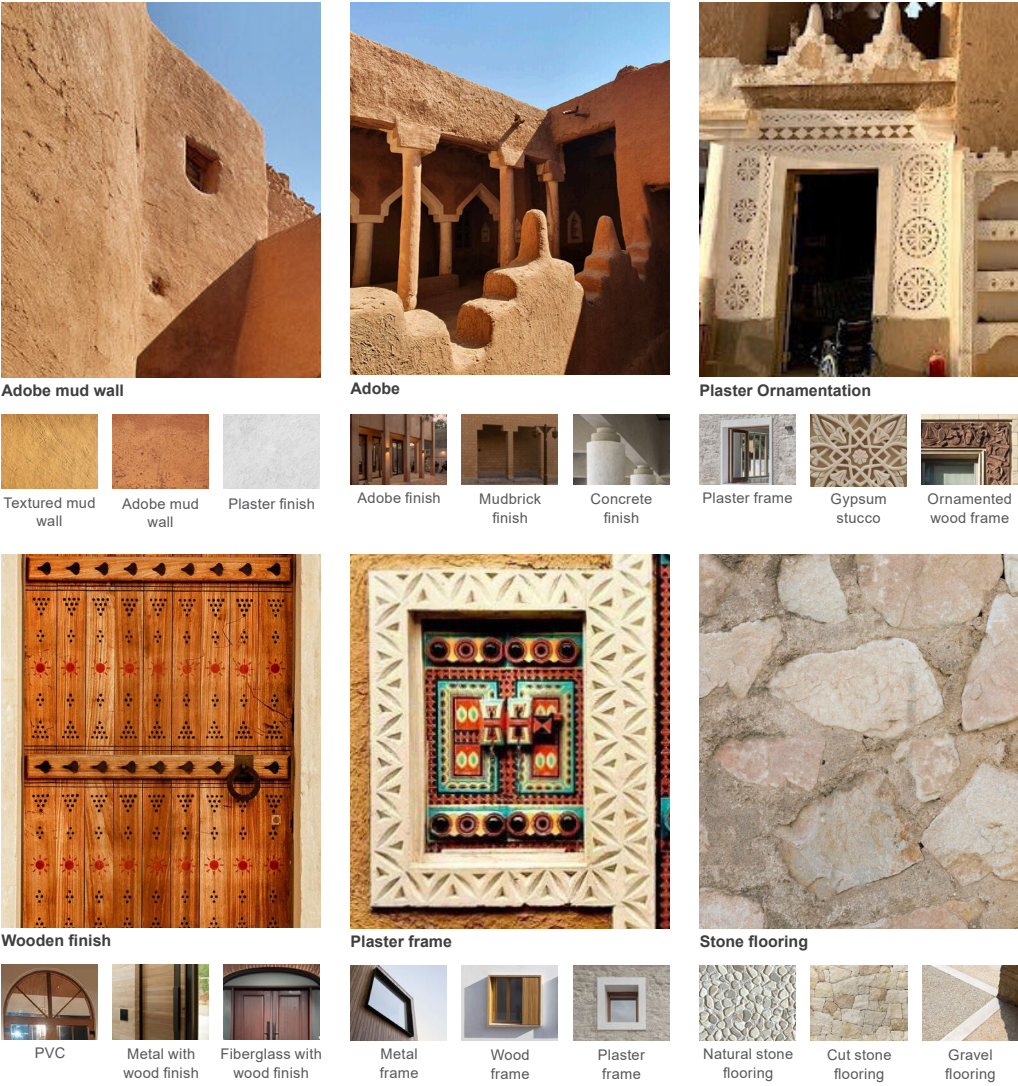 Adobe mud wall
Adobe
Plaster Ornamentation
Textured mud
wall
Adobe mud
wall
Plaster finish
Adobe finish
Mudbrick
finish
Concrete
finish
Plaster frame
Gypsum
stucco
Ornamented
wood frame
Wooden finish
Plaster frame
Stone flooring
PVC
Metal with
wood finish
Fiberglass with
wood finish
Metal
frame
Wood
frame
Plaster
frame
Natural stone
flooring
Cut stone
flooring
Gravel
flooring